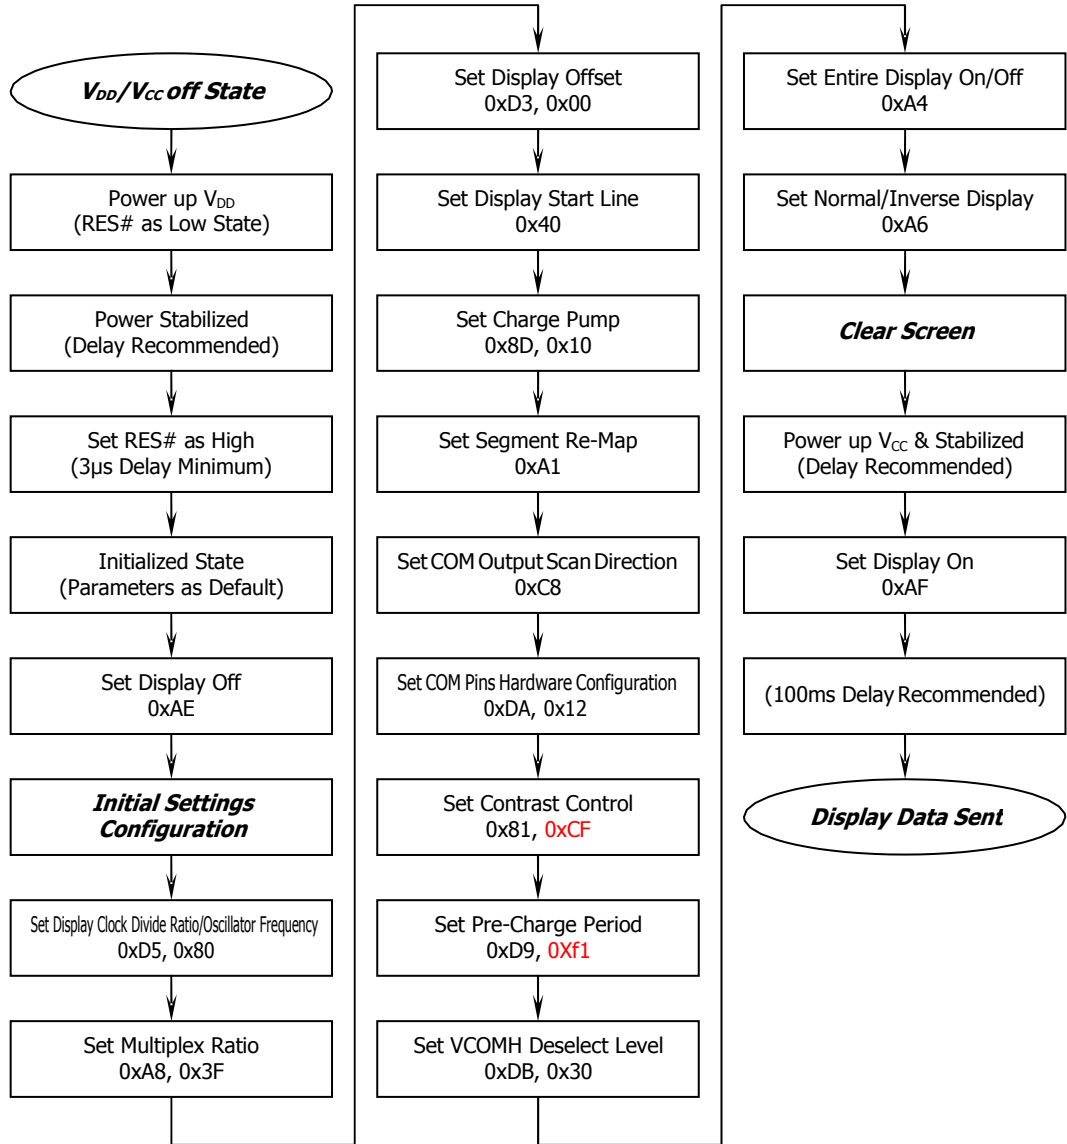 V_DD/V_CC off State
Power up V_DD
(RES# as Low State)
Power Stabilized
(Delay Recommended)
Set RES# as High
(3μs Delay Minimum)
Initialized State
(Parameters as Default)
Set Display Off
0xAE
Initial Settings
Configuration
Set Display Clock Divide Ratio/Oscillator Frequency
0xD5, 0x80
Set Multiplex Ratio
0xA8, 0x3F
Set Display Offset
0xD3, 0x00
Set Display Start Line
0x40
Set Charge Pump
0x8D, 0x10
Set Segment Re-Map
0xA1
Set COM Output Scan Direction
0xC8
Set COM Pins Hardware Configuration
0xDA, 0x12
Set Contrast Control
0x81, 0xCF
Set Pre-Charge Period
0xD9, 0Xf1
Set VCOMH Deselect Level
0xDB, 0x30
Set Entire Display On/Off
0xA4
Set Normal/Inverse Display
0xA6
Clear Screen
Power up V_CC & Stabilized
(Delay Recommended)
Set Display On
0xAF
(100ms Delay Recommended)
Display Data Sent